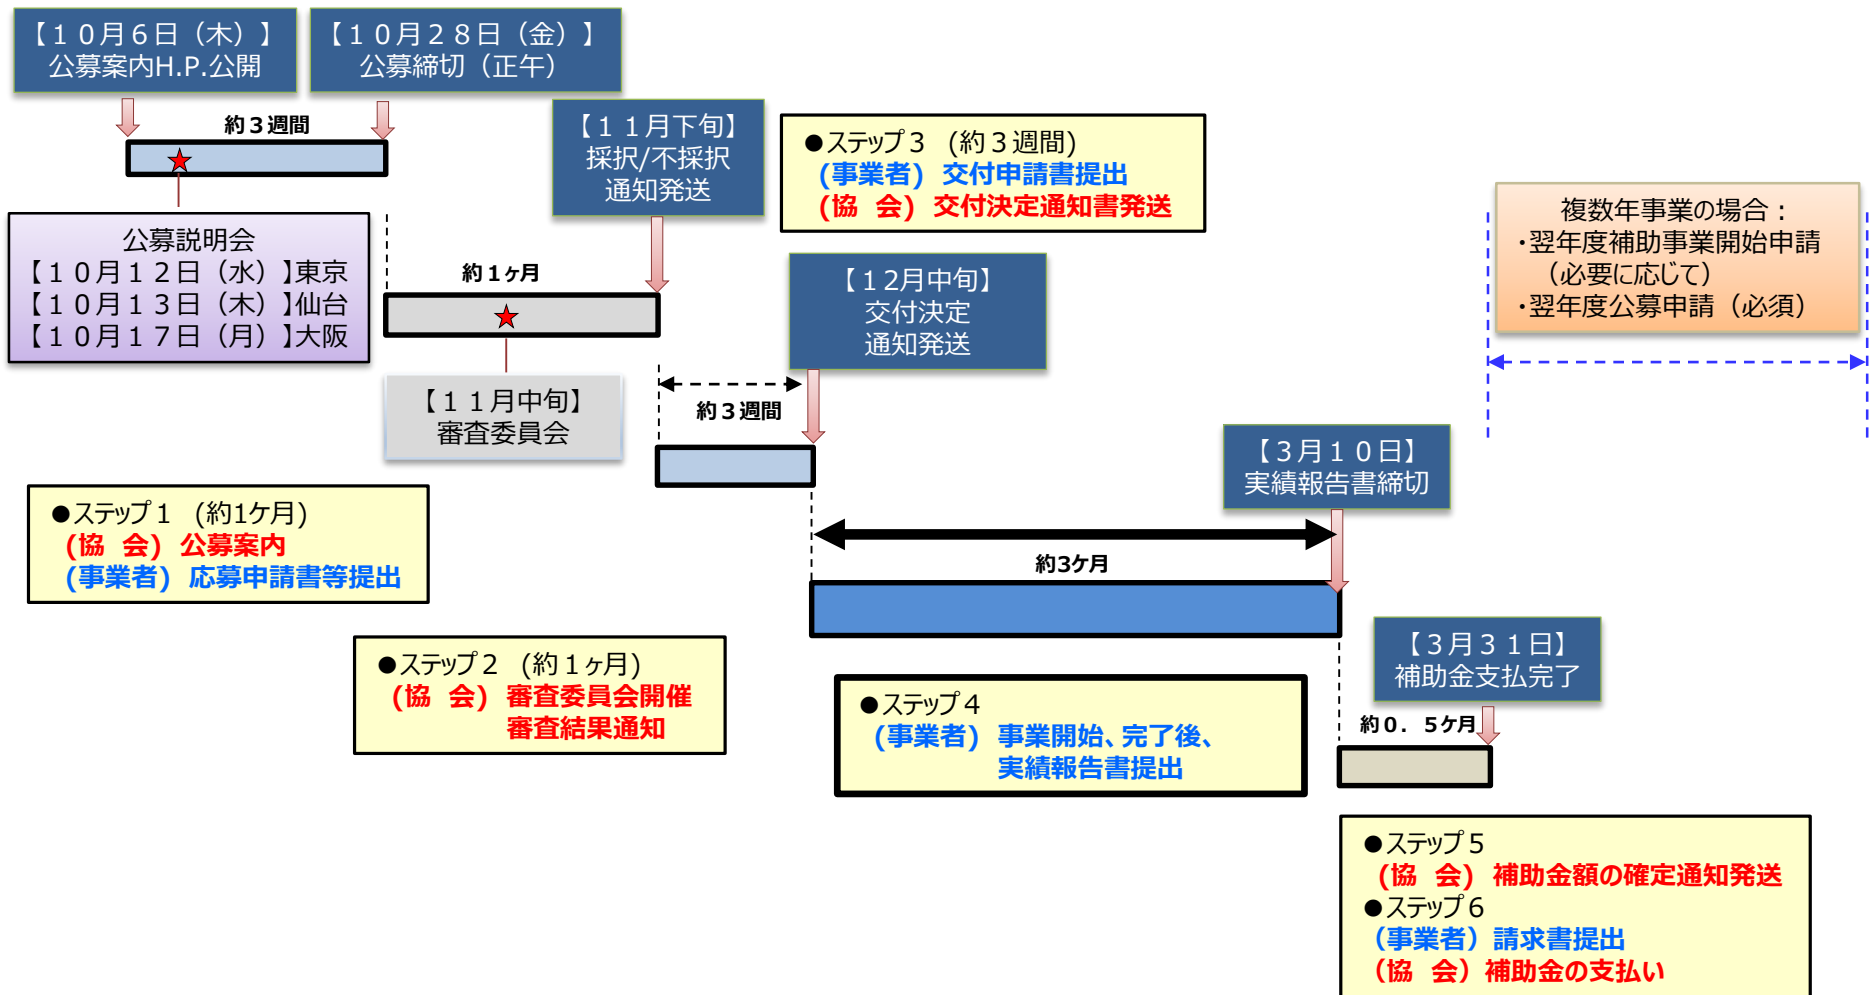 【１０月６日（木）】
公募案内H.P.公開
【１０月２８日（金）】
公募締切（正午）
約３週間
【１１月下旬】
採択/不採択
通知発送
●ステップ３ (約３週間)
(事業者) 交付申請書提出
(協 会) 交付決定通知書発送
公募説明会
【１０月１２日（水）】東京
【１０月１３日（木）】仙台
【１０月１７日（月）】大阪
約１ヶ月
【１２月中旬】
交付決定
通知発送
複数年事業の場合：
・翌年度補助事業開始申請
（必要に応じて）
・翌年度公募申請（必須）
【１１月中旬】
審査委員会
約３週間
【３月１０日】
実績報告書締切
●ステップ１ (約1ケ月)
(協 会) 公募案内
(事業者) 応募申請書等提出
約3ケ月
●ステップ２ (約１ヶ月)
(協 会) 審査委員会開催
審査結果通知
●ステップ４
(事業者) 事業開始、完了後、
実績報告書提出
【３月３１日】
補助金支払完了
約０．５ケ月
●ステップ５
(協 会) 補助金額の確定通知発送
●ステップ６
（事業者）請求書提出
（協 会）補助金の支払い